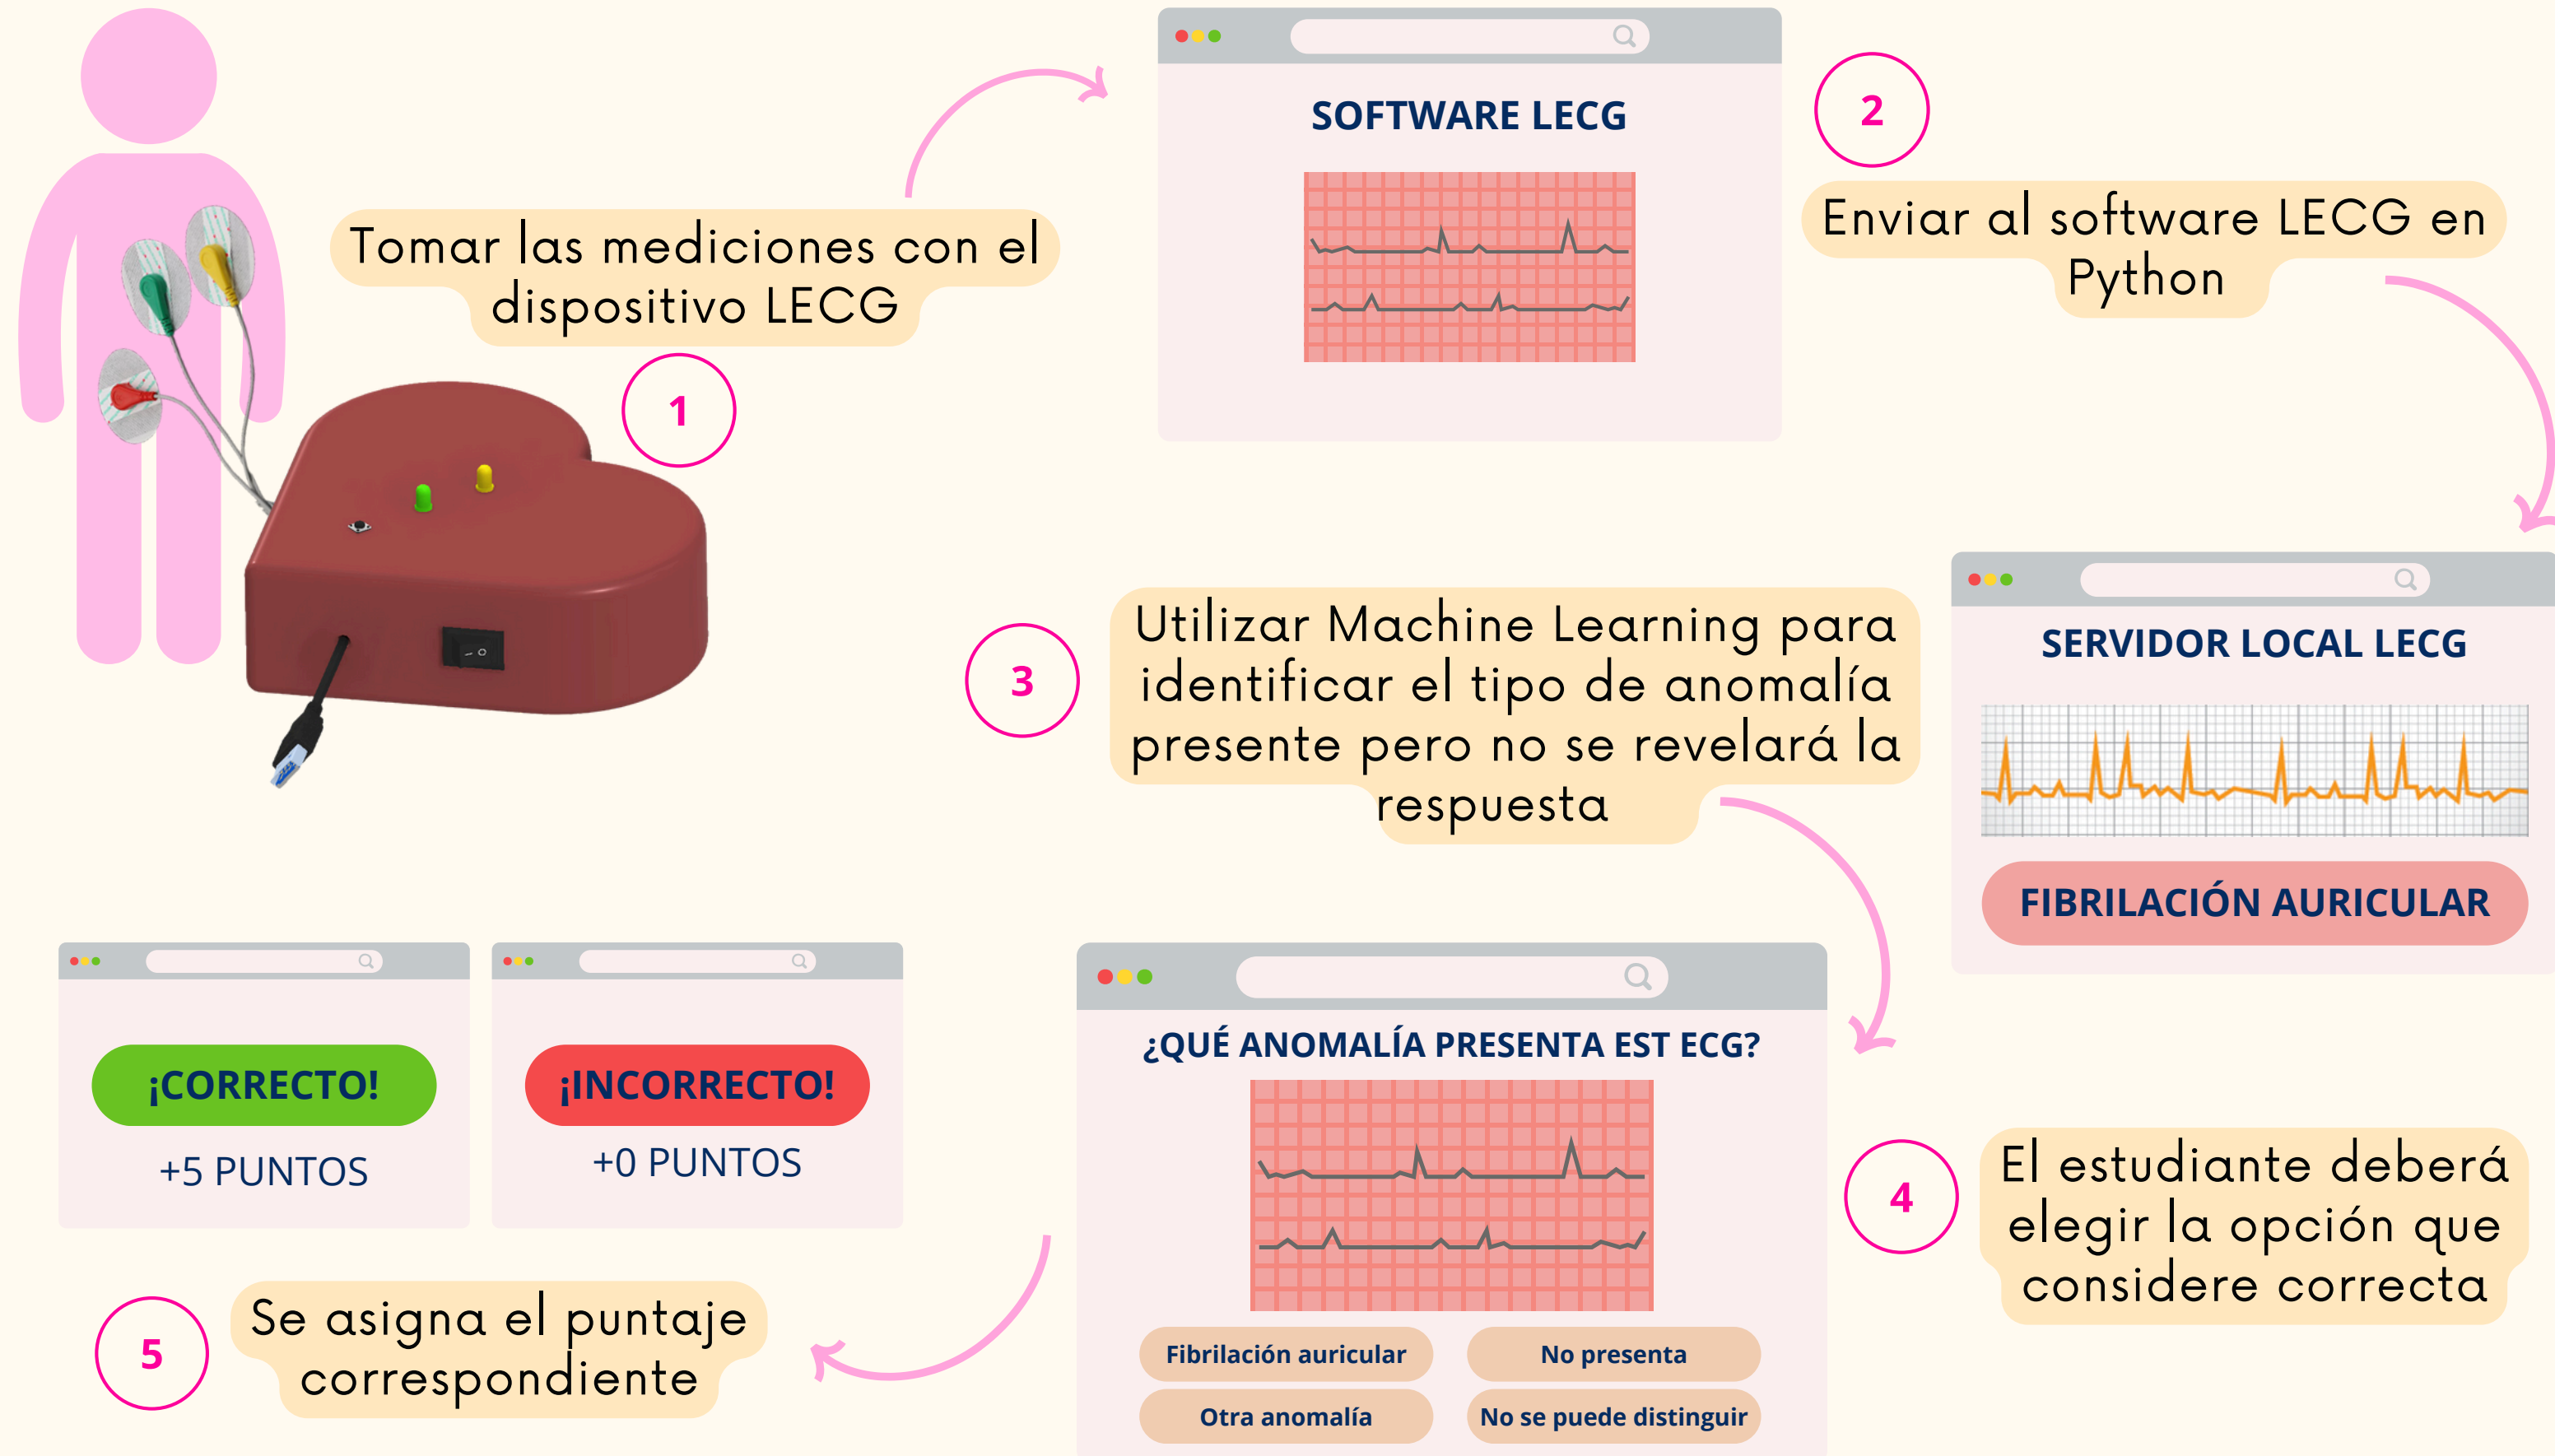 SOFTWARE LECG
2
Enviar al software LECG en
Python
Tomar las mediciones con el
dispositivo LECG
1
3
Utilizar Machine Learning para
identificar el tipo de anomalía
presente pero no se revelará la
respuesta
SERVIDOR LOCAL LECG
FIBRILACIÓN AURICULAR
¿QUÉ ANOMALÍA PRESENTA EST ECG?
Fibrilación auricular
No presenta
Otra anomalía
No se puede distinguir
4
El estudiante deberá
elegir la opción que
considere correcta
¡CORRECTO!
+5 PUNTOS
¡INCORRECTO!
+0 PUNTOS
5
Se asigna el puntaje
correspondiente